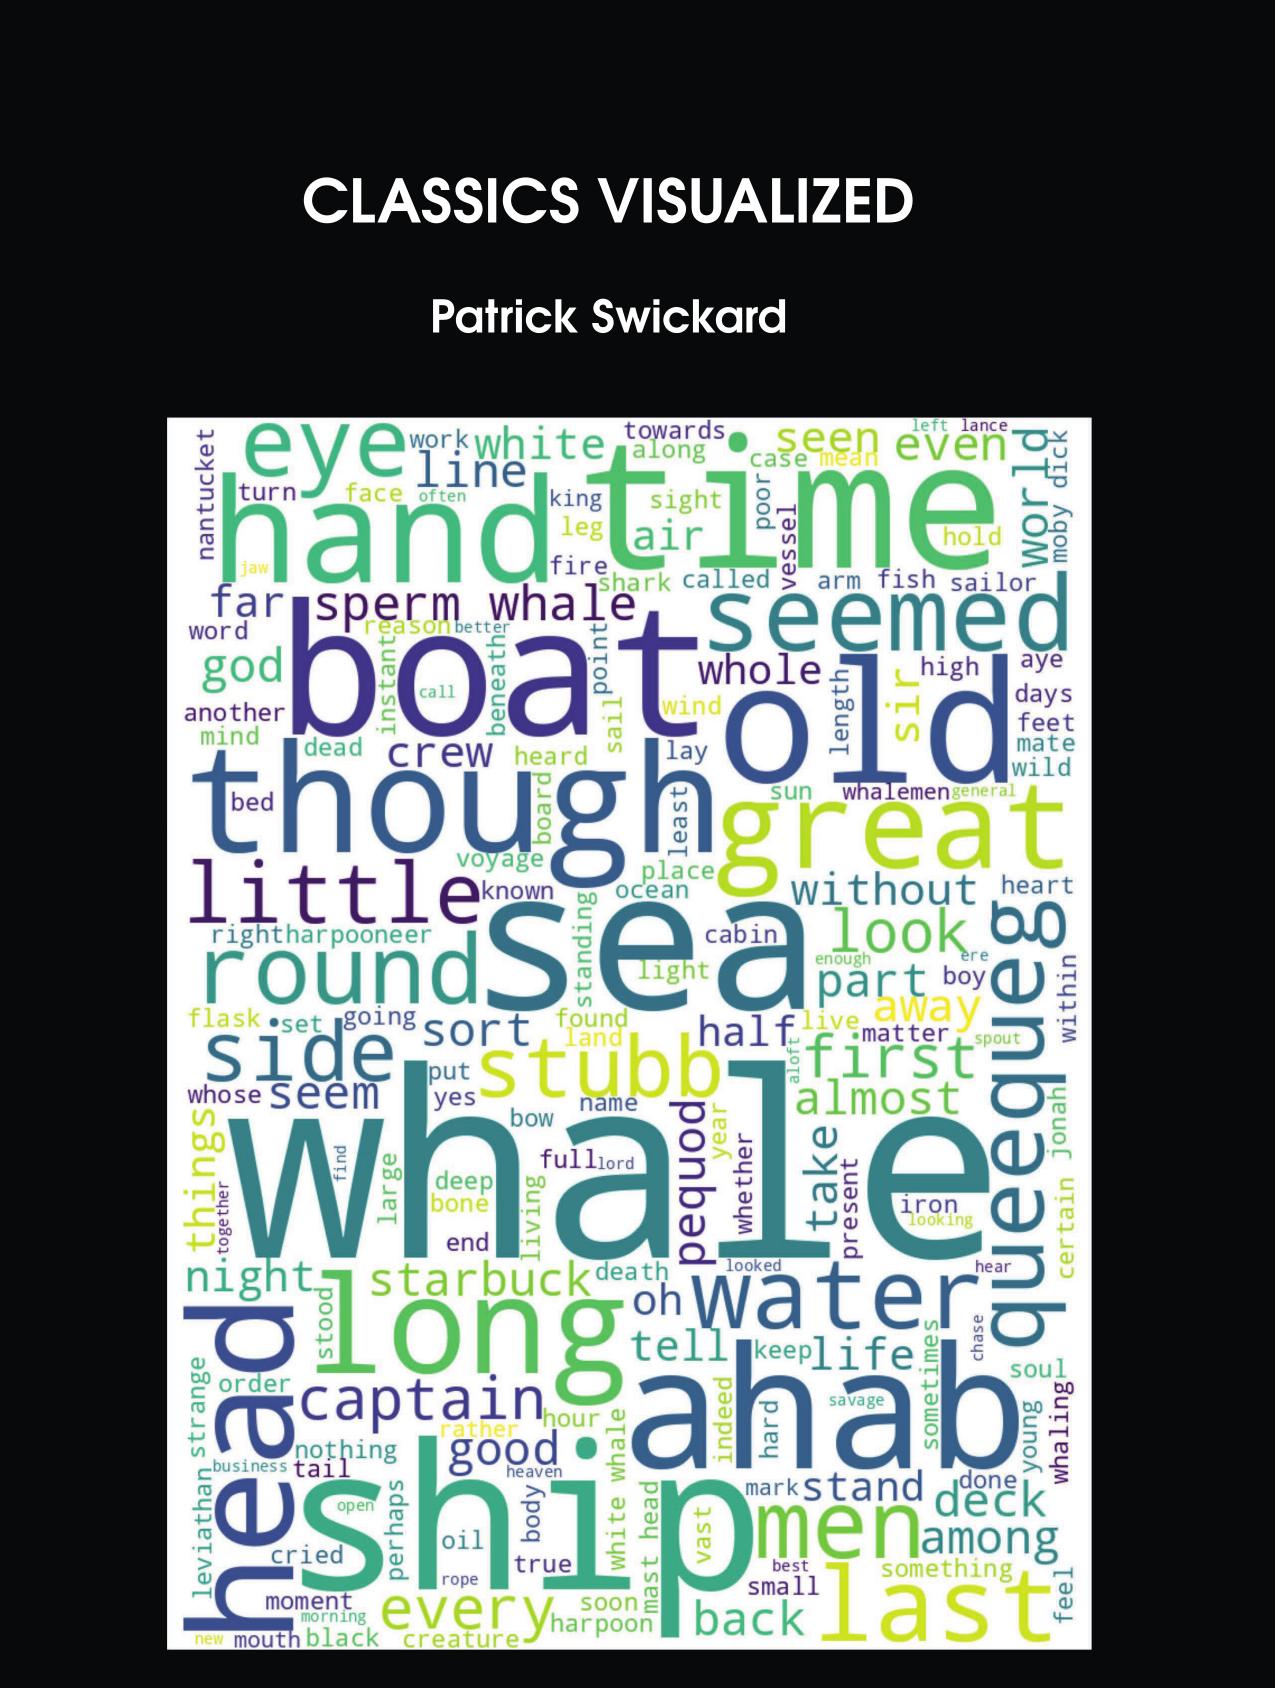 CLASSICS VISUALIZED
Patrick Swickard
nantucket
eye
work
white
towards
along
seen
left
lance
even
world
moby dick
line
case
mean
turn
face
often
hand
king
leg
sight
time
poor
vessel
air
hold
jaw
fire
shark
called
arm
fish
sailor
far
sperm whale
seemed
word
reason
better
god
boat
instant
call
beneath
point
whole
old
length
sir
high
aye
another
sail
wind
days
mind
dead
crew
heard
lay
feet
mate
wild
though
bed
board
least
sun
whalemen
general
great
voyage
place
little
known
ocean
without
heart
right
harpooneer
sea
standing
cabin
look
queequeg
round
light
enough
ere
part
boy
within
flask
set
going
sort
found
land
half
live
away
matter
spout
side
stubb
aloft
first
whose
seem
put
yes
name
almost
jonah
things
whale
bow
pequod
year
whether
take
present
together
find
large
full
lord
deep
bone
living
iron
looking
certain
end
night
starbuck
death
looked
hear
head
stood
long
oh
water
tell
keep
life
sometimes
chase
strange
order
captain
ahab
soul
rather
hour
indeed
hard
savage
young
whaling
nothing
good
white whale
business
tail
heaven
leviathan
ship
open
perhaps
body
mast head
vast
mark
stand
done
deck
oil
men
among
cried
true
rope
best
small
something
last
feel
moment
morning
every
soon
harpoon
back
new
mouth
black
creature